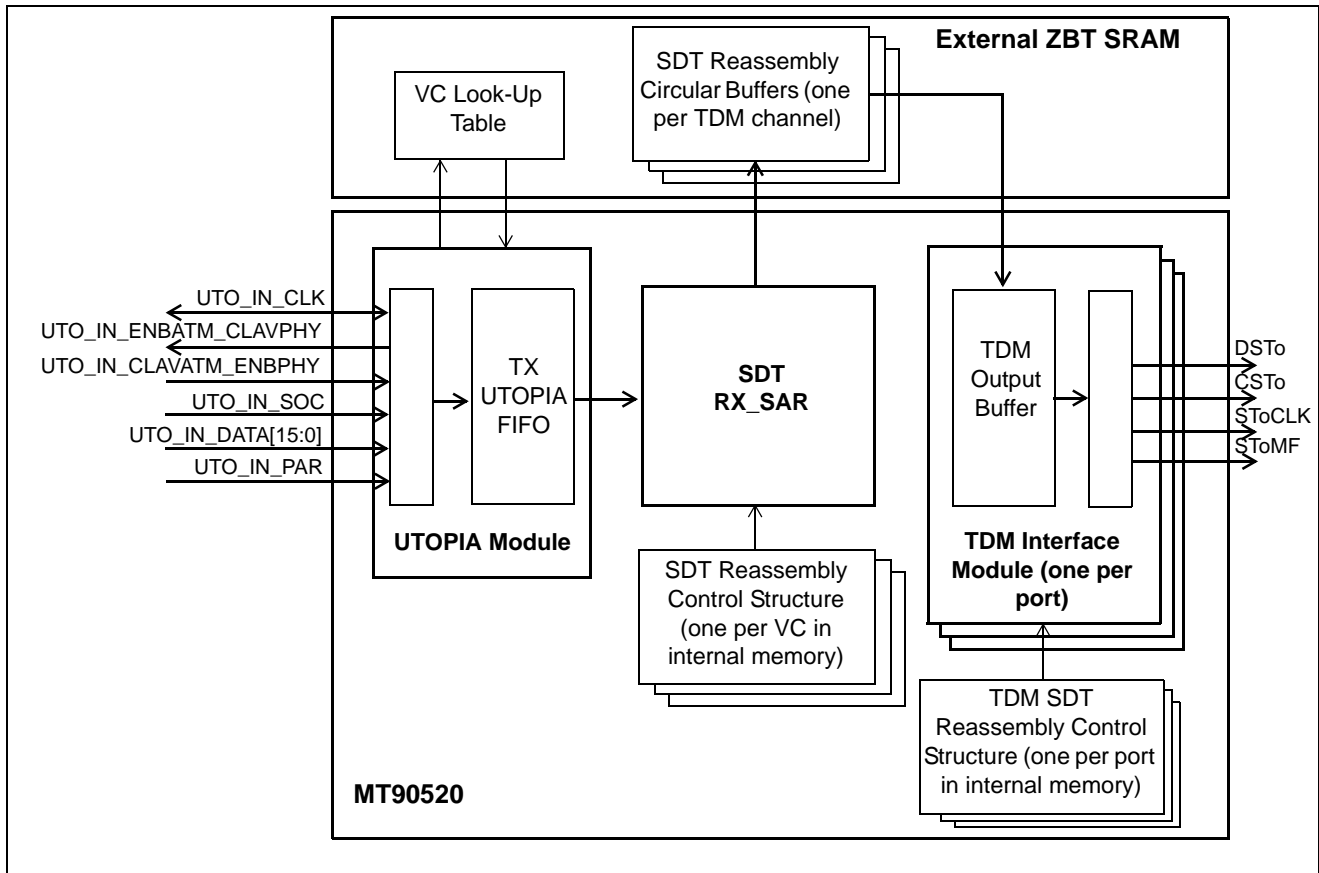 External ZBT SRAM
SDT Reassembly
Circular Buffers (one
per TDM channel)
VC Look-Up
Table
UTO_IN_CLK
UTO_IN_ENBATM_CLAVPHY
UTO_IN_CLAVATM_ENBPHY
UTO_IN_SOC
UTO_IN_DATA[15:0]
UTO_IN_PAR
TX
UTOPIA
FIFO
UTOPIA Module
SDT
RX_SAR
SDT Reassembly
Control Structure
(one per VC in
internal memory)
TDM
Output
Buffer
TDM Interface
Module (one per
port)
DSTo
CSTo
SToCLK
SToMF
TDM SDT
Reassembly Control
Structure (one per port
in internal memory)
MT90520